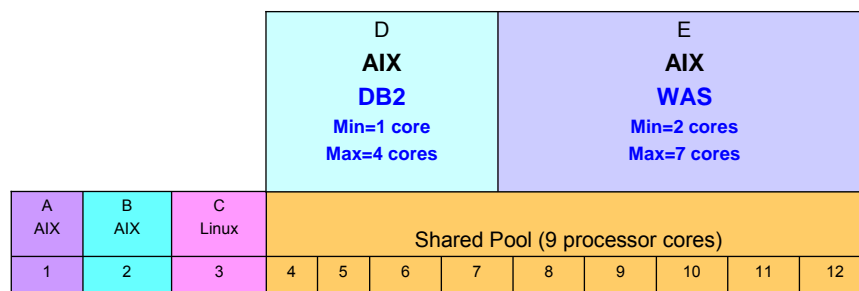 D
AIX
DB2
Min=1 core
Max=4 cores
E
AIX
WAS
Min=2 cores
Max=7 cores
A
AIX
B
AIX
C
Linux
Shared Pool (9 processor cores)
1 2 3 4 5 6 7 8 9 10 11 12